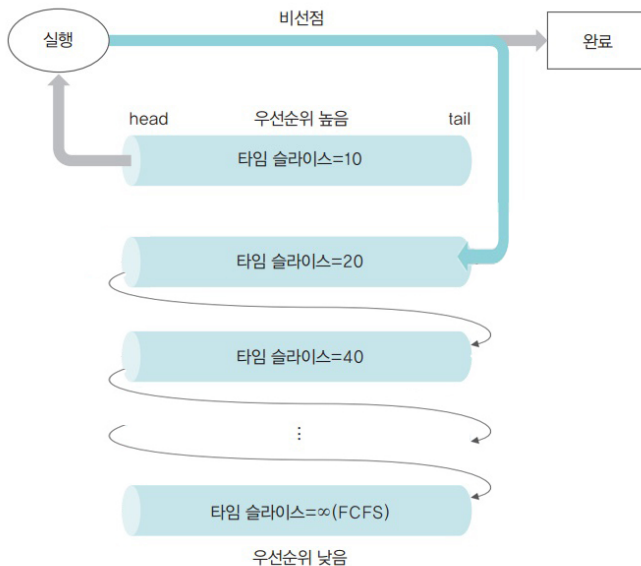 비선점
실행
완료
head
우선순위 높음
tail
타임 슬라이스=10
타임 슬라이스=20
타임 슬라이스=40
⋮
타임 슬라이스=∞(FCFS)
우선순위 낮음